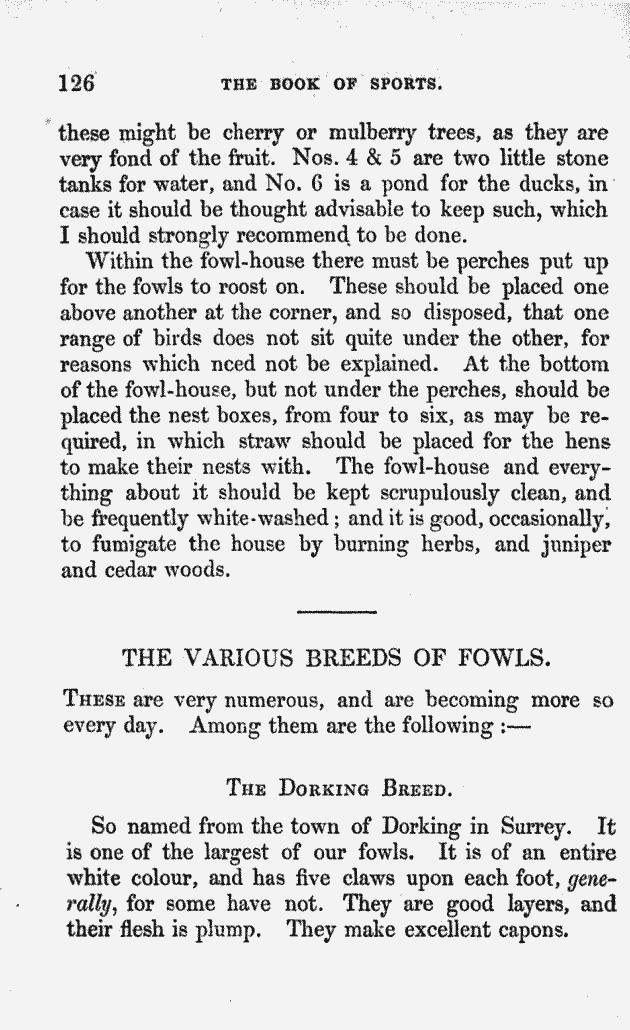 126 THE BOOK OF SPORTS.
these might be cherry or mulberry trees, as they are
very fond of the fruit. Nos. 4 & 5 are two little stone
tanks for water, and No. 6 is a pond for the ducks, in
case it should be thought advisable to keep such, which
I should strongly recommend to be done.
Within the fowl-house there must be perches put up
for the fowls to roost on. These should be placed one
above another at the corner, and so disposed, that one
range of birds does not sit quite under the other, for
reasons which need not be explained. At the bottom
of the fowl-house, but not under the perches, should be
placed the nest boxes, from four to six, as may be re-
quired, in which straw should be placed for the hens
to make their nests with. The fowl-house and every-
thing about it should be kept scrupulously clean, and
be frequently white-washed; and it is good, occasionally,
to fumigate the house by burning herbs, and juniper
and cedar woods.
THE VARIOUS BREEDS OF FOWLS.
THESE are very numerous, and are becoming more so
every day. Among them are the following :—
THE DORKING BREED.
So named from the town of Dorking in Surrey. It
is one of the largest of our fowls. It is of an entire
white colour, and has five claws upon each foot, gene-
rally, for some have not. They are good layers, and
their flesh is plump. They make excellent capons.